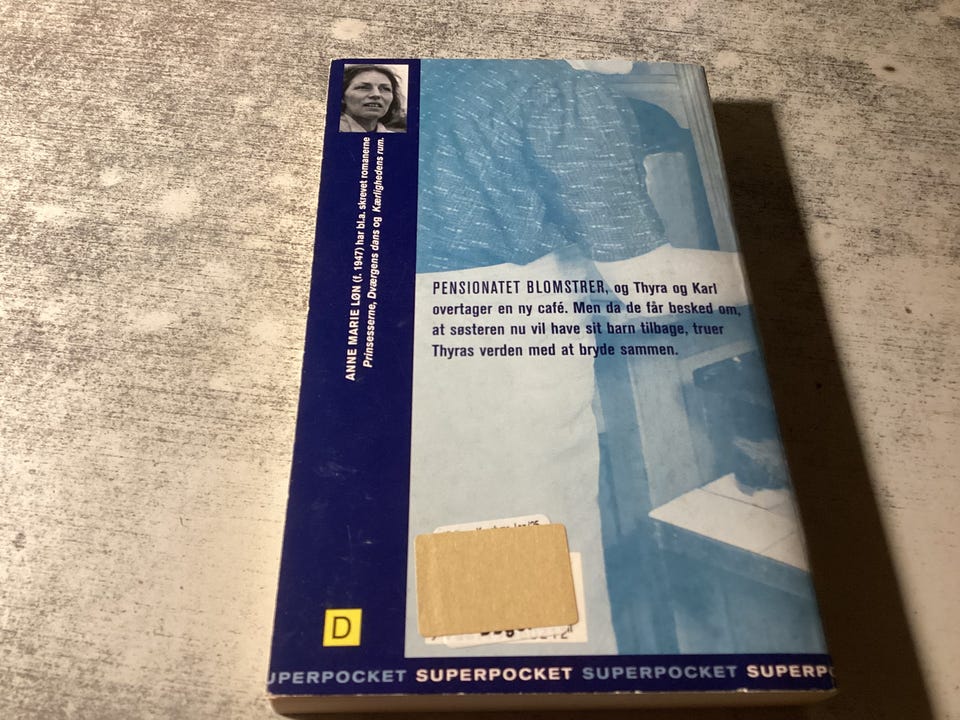 ANNE MARIE LØN (f. 1947) har bl.a. skrevet romanerne
Prinsesserne, Dværgens dans og Kærlighedens rum.
PENSIONATET BLOMSTRER, og Thyra og Karl
overtager en ny café. Men da de får besked om,
at søsteren nu vil have sit barn tilbage, truer
Thyras verden med at bryde sammen.
D
UPERPOCKET SUPERPOCKET SUPERPOCKET SUPERP